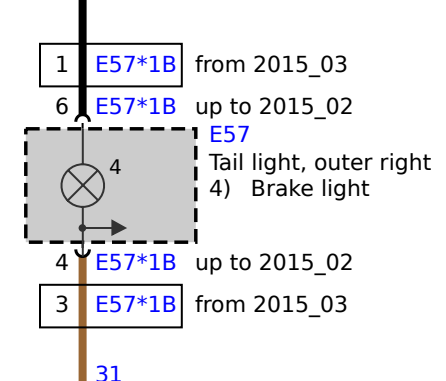 1 E57*1B from 2015_03
6 E57*1B up to 2015_02
E57
Tail light, outer right
4
4) Brake light
4 E57*1B up to 2015_02
3 E57*1B from 2015_03
31